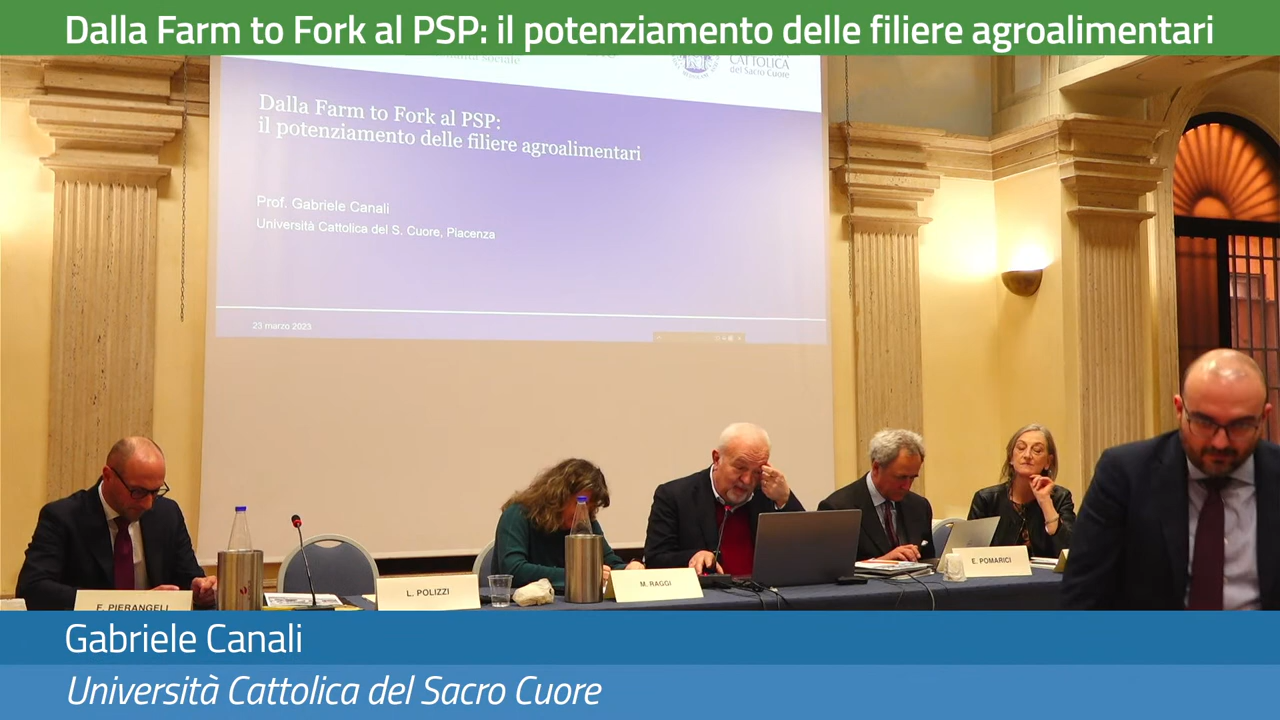 Dalla Farm to Fork al PSP: il potenziamento delle filiere agroalimentari
sociale
CATTOLICA
del Sacro Cuore
Dalla Farm to Fork al PSP:
il potenziamento delle filiere agroalimentari
Prof. Gabriele Canali
Università Cattolica del S. Cuore, Piacenza
23 marzo 2023
F. PIERANGELI
L. POLIZZI
M. RAGGI
E. POMARICI
Gabriele Canali
Università Cattolica del Sacro Cuore